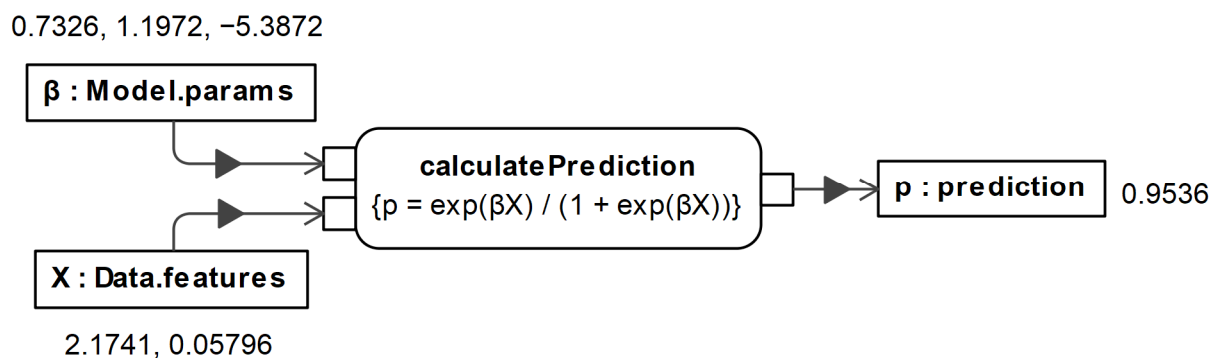 0.7326, 1.1972, −5.3872
β : Model.params
calculatePrediction
{p = exp(βX) / (1 + exp(βX))}
p : prediction
0.9536
X : Data.features
2.1741, 0.05796